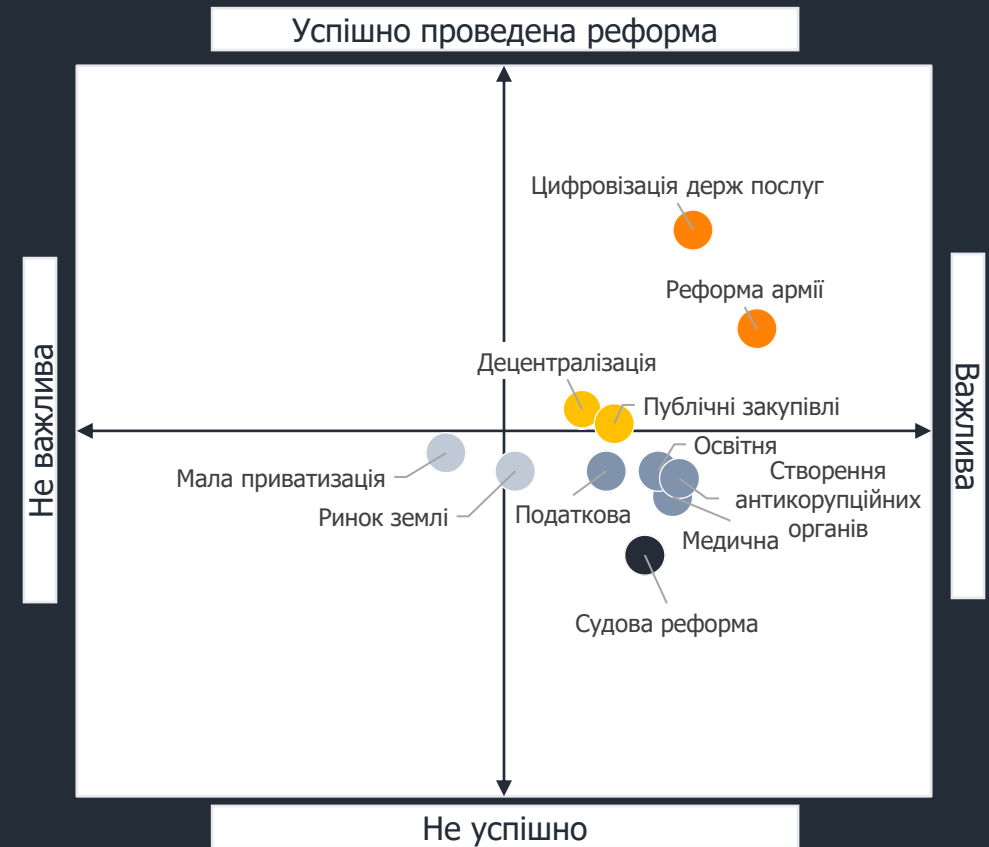 Успішно проведена реформа
Цифровізація держ послуг
Реформа армії
Децентралізація
Публічні закупівлі
Не важлива
Важлива
Освітня
Мала приватизація
Створення
антикорупційних
органів
Ринок землі
Податкова
Медична
Судова реформа
Не успішно